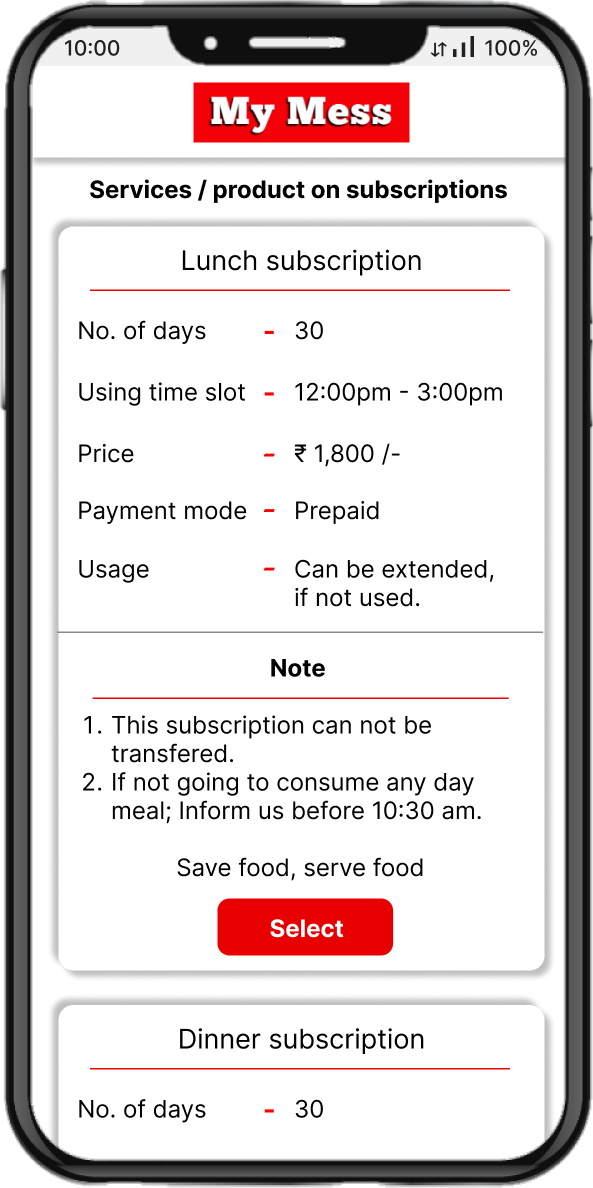 10:00 100%
My Mess
Services / product on subscriptions
Lunch subscription
No. of days - 30
Using time slot - 12:00pm - 3:00pm
Price - ₹ 1,800 /-
Payment mode - Prepaid
Usage - Can be extended,
if not used.
Note
1. This subscription can not be
transfered.
2. If not going to consume any day
meal; Inform us before 10:30 am.
Save food, serve food
Select
Dinner subscription
No. of days - 30